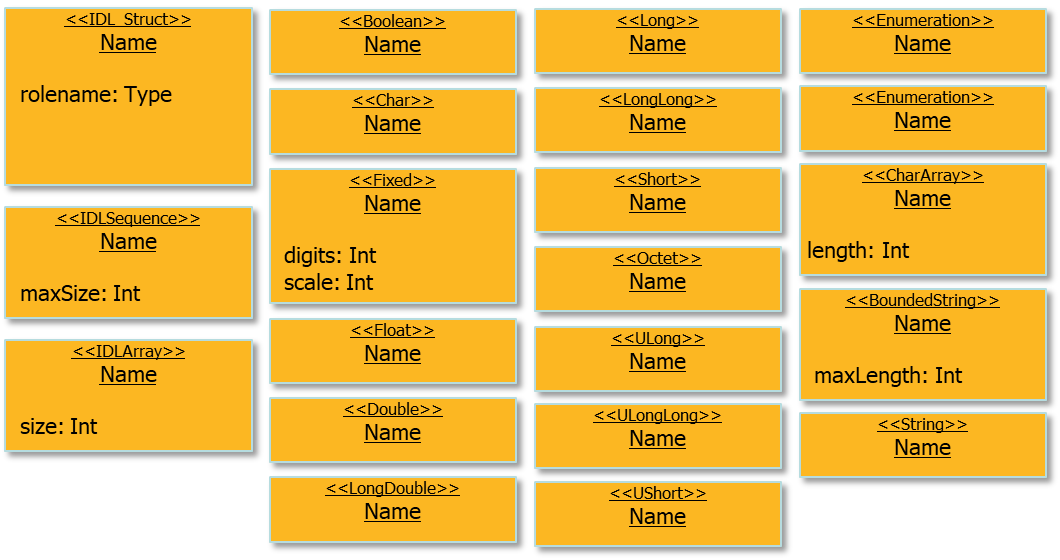 <<IDL_Struct>>
Name
rolename: Type
<<IDLSequence>>
Name
maxSize: Int
<<IDLArray>>
Name
size: Int
<<Boolean>>
Name
<<Char>>
Name
<<Fixed>>
Name
digits: Int
scale: Int
<<Float>>
Name
<<Double>>
Name
<<LongDouble>>
Name
<<Long>>
Name
<<LongLong>>
Name
<<Short>>
Name
<<Octet>>
Name
<<ULong>>
Name
<<ULongLong>>
Name
<<UShort>>
Name
<<Enumeration>>
Name
<<Enumeration>>
Name
<<CharArray>>
Name
length: Int
<<BoundedString>>
Name
maxLength: Int
<<String>>
Name